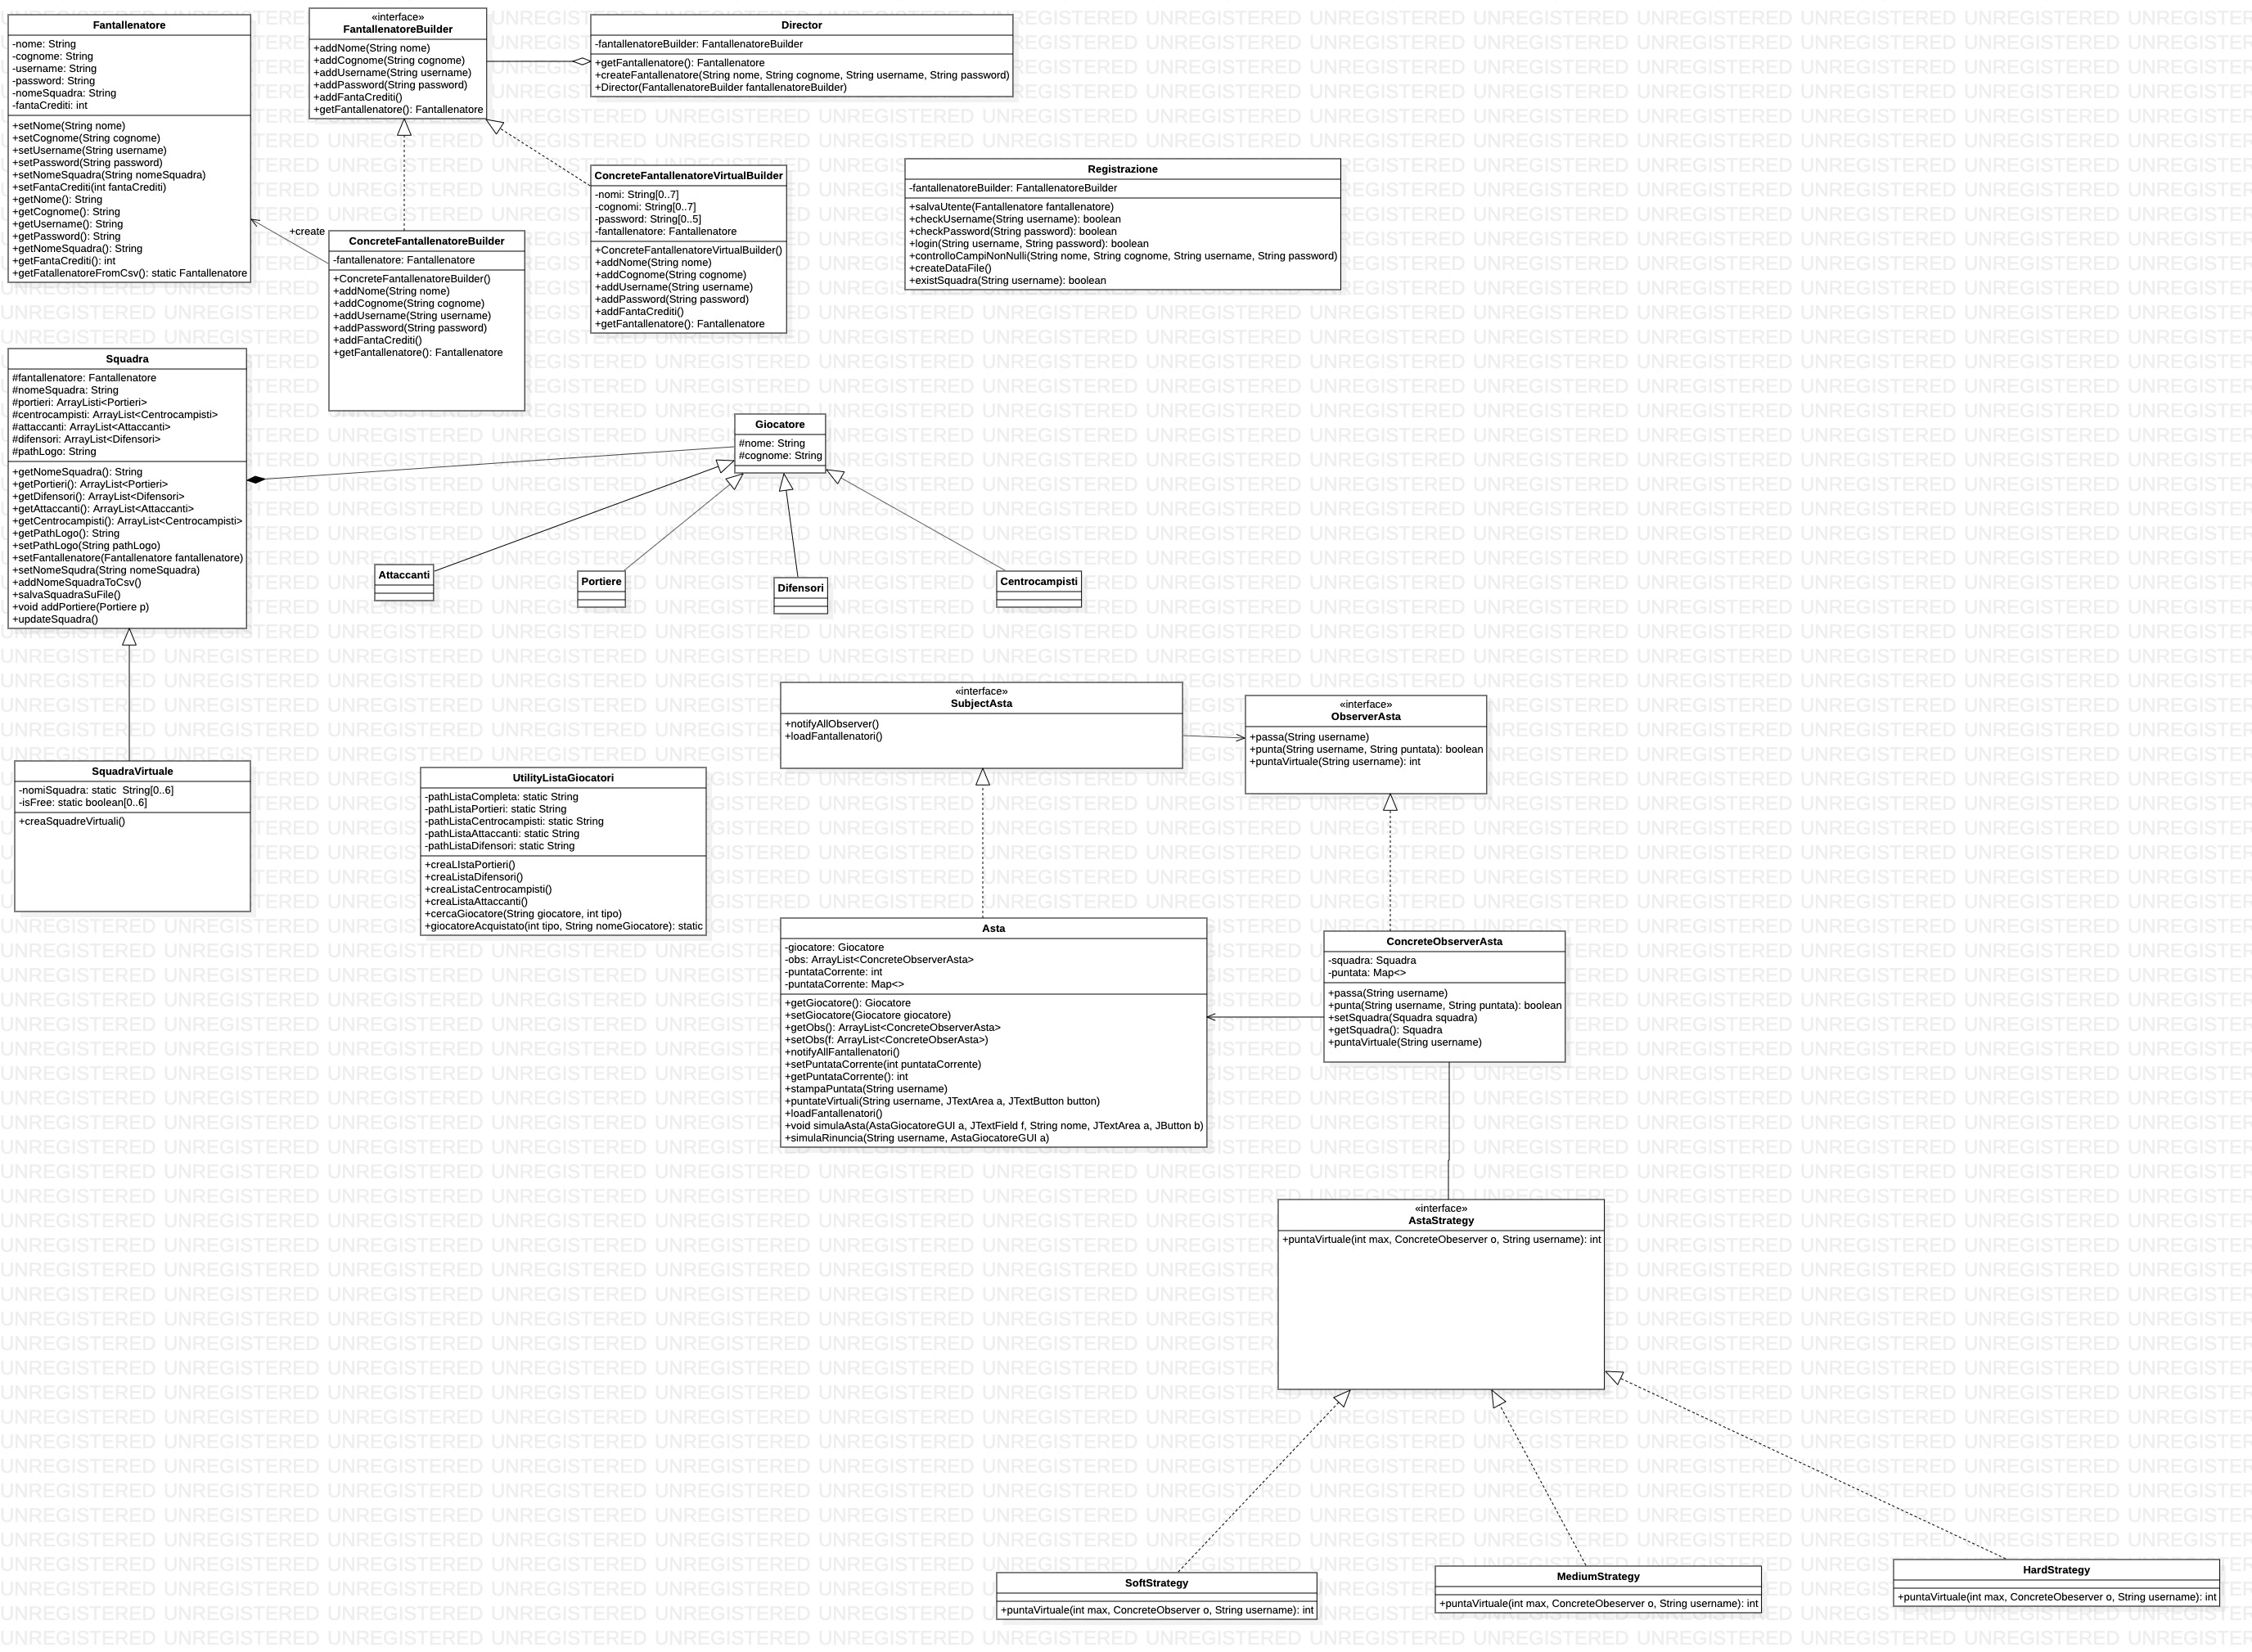 Fantallenatore
-nome: String
-cognome: String
-username: String
-password: String
-nomeSquadra: String
-fantaCrediti: int
+setNome(String nome)
+setCognome(String cognome)
+setUsername(String username)
+setPassword(String password)
+setNomeSquadra(String nomeSquadra)
+setFantaCrediti(int fantaCrediti)
+getNome(): String
+getCognome(): String
+getUsername(): String
+getPassword(): String
+getNomeSquadra(): String
+getFantaCrediti(): int
+getFatallenatoreFromCsv(): static Fantallenatore
«interface»
FantallenatoreBuilder
+addNome(String nome)
+addCognome(String cognome)
+addUsername(String username)
+addPassword(String password)
+addFantaCrediti()
+getFantallenatore(): Fantallenatore
Director
-fantallenatoreBuilder: FantallenatoreBuilder
+getFantallenatore(): Fantallenatore
+createFantallenatore(String nome, String cognome, String username, String password)
+Director(FantallenatoreBuilder fantallenatoreBuilder)
+create
ConcreteFantallenatoreBuilder
-fantallenatore: Fantallenatore
+ConcreteFantallenatoreBuilder()
+addNome(String nome)
+addCognome(String cognome)
+addUsername(String username)
+addPassword(String password)
+addFantaCrediti()
+getFantallenatore(): Fantallenatore
ConcreteFantallenatoreVirtualBuilder
-nomi: String[0..7]
-cognomi: String[0..7]
-password: String[0..5]
-fantallenatore: Fantallenatore
+ConcreteFantallenatoreVirtualBuilder()
+addNome(String nome)
+addCognome(String cognome)
+addUsername(String username)
+addPassword(String password)
+addFantaCrediti()
+getFantallenatore(): Fantallenatore
Registrazione
-fantallenatoreBuilder: FantallenatoreBuilder
+salvaUtente(Fantallenatore fantallenatore)
+checkUsername(String username): boolean
+checkPassword(String password): boolean
+login(String username, String password): boolean
+controlloCampiNonNulli(String nome, String cognome, String username, String password)
+createDataFile()
+existSquadra(String username): boolean
Squadra
#fantallenatore: Fantallenatore
#nomeSquadra: String
#portieri: ArrayListi<Portieri>
#centrocampisti: ArrayList<Centrocampisti>
#attaccanti: ArrayList<Attaccanti>
#difensori: ArrayList<Difensori>
#pathLogo: String
+getNomeSquadra(): String
+getPortieri(): ArrayList<Portieri>
+getDifensori(): ArrayList<Difensori>
+getAttaccanti(): ArrayList<Attaccanti>
+getCentrocampisti(): ArrayList<Centrocampisti>
+getPathLogo(): String
+setPathLogo(String pathLogo)
+setFantallenatore(Fantallenatore fantallenatore)
+setNomeSqudra(String nomeSquadra)
+addNomeSquadraToCsv()
+salvaSquadraSuFile()
+void addPortiere(Portiere p)
+updateSquadra()
Giocatore
#nome: String
#cognome: String
Attaccanti
Portiere
Difensori
Centrocampisti
SquadraVirtuale
-nomiSquadra: static  String[0..6]
-isFree: static boolean[0..6]
+creaSquadreVirtuali()
UtilityListaGiocatori
-pathListaCompleta: static String
-pathListaPortieri: static String
-pathListaCentrocampisti: static String
-pathListaAttaccanti: static String
-pathListaDifensori: static String
+creaLIstaPortieri()
+creaListaDifensori()
+creaListaCentrocampisti()
+creaListaAttaccanti()
+cercaGiocatore(String giocatore, int tipo)
+giocatoreAcquistato(int tipo, String nomeGiocatore): static
«interface»
SubjectAsta
+notifyAllObserver()
+loadFantallenatori()
«interface»
ObserverAsta
+passa(String username)
+punta(String username, String puntata): boolean
+puntaVirtuale(String username): int
Asta
-giocatore: Giocatore
-obs: ArrayList<ConcreteObserverAsta>
-puntataCorrente: int
-puntataCorrente: Map<>
+getGiocatore(): Giocatore
+setGiocatore(Giocatore giocatore)
+getObs(): ArrayList<ConcreteObserverAsta>
+setObs(f: ArrayList<ConcreteObserAsta>)
+notifyAllFantallenatori()
+setPuntataCorrente(int puntataCorrente)
+getPuntataCorrente(): int
+stampaPuntata(String username)
+puntateVirtuali(String username, JTextArea a, JTextButton button)
+loadFantallenatori()
+void simulaAsta(AstaGiocatoreGUI a, JTextField f, String nome, JTextArea a, JButton b)
+simulaRinuncia(String username, AstaGiocatoreGUI a)
ConcreteObserverAsta
-squadra: Squadra
-puntata: Map<>
+passa(String username)
+punta(String username, String puntata): boolean
+setSquadra(Squadra squadra)
+getSquadra(): Squadra
+puntaVirtuale(String username)
«interface»
AstaStrategy
+puntaVirtuale(int max, ConcreteObeserver o, String username): int
SoftStrategy
+puntaVirtuale(int max, ConcreteObserver o, String username): int
MediumStrategy
+puntaVirtuale(int max, ConcreteObeserver o, String username): int
HardStrategy
+puntaVirtuale(int max, ConcreteObeserver o, String username): int